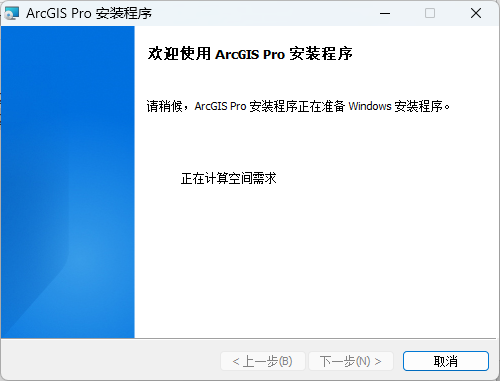 ArcGIS Pro 安装程序
欢迎使用 ArcGIS Pro 安装程序
请稍候，ArcGIS Pro 安装程序正在准备 Windows 安装程序。
正在计算空间需求
< 上一步(B) 下一步(N) > 取消